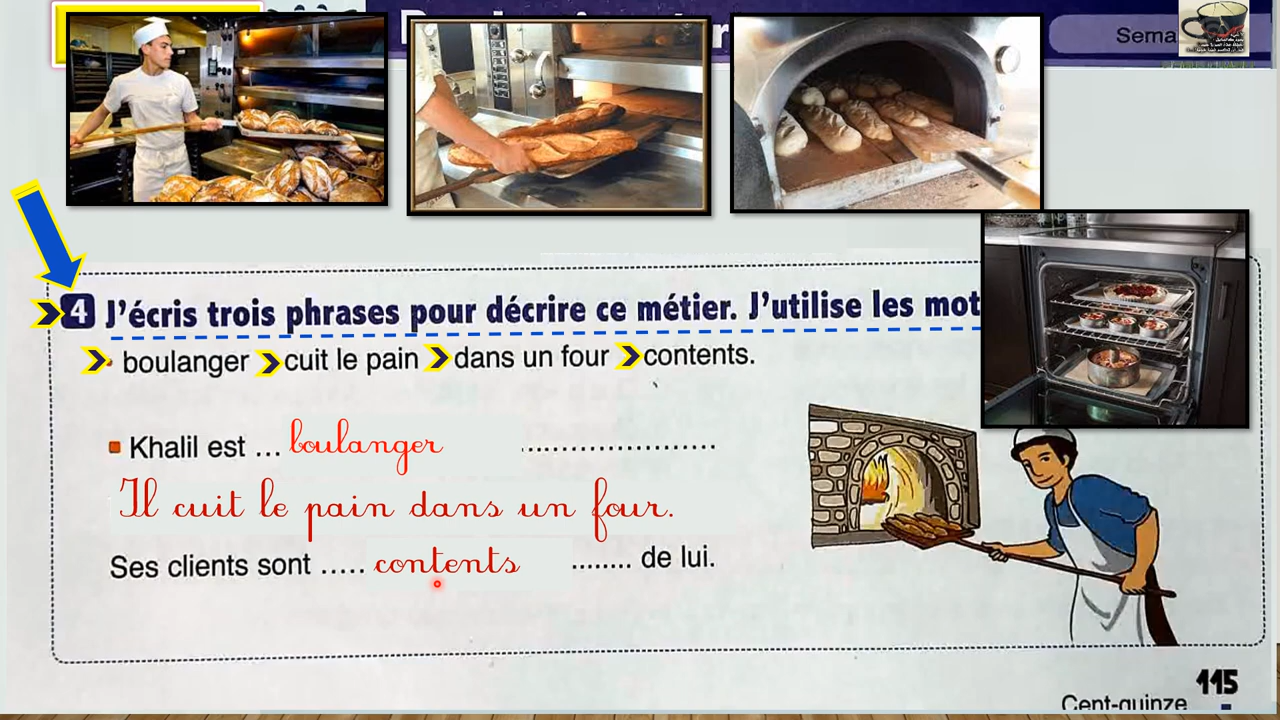 Sema
4 J'écris trois phrases pour décrire ce métier. J'utilise les mot
boulanger cuit le pain dans un four contents.
Khalil est ... boulanger ......................
Il cuit le pain dans un four.
Ses clients sont ..... contents ........ de lui.
115
Cent-quinze